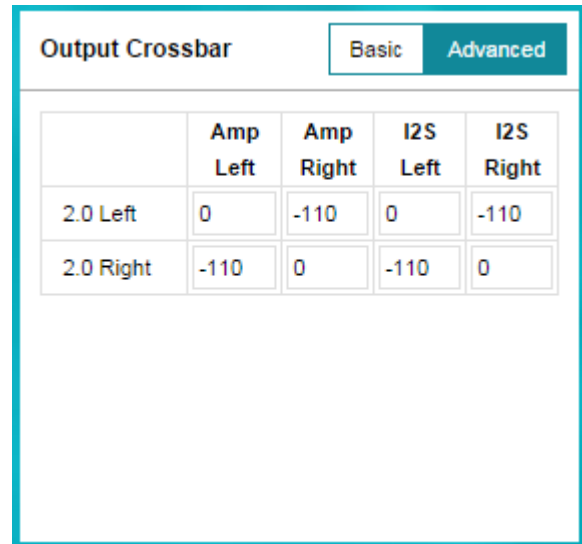 Output Crossbar Basic Advanced
Amp Left Amp Right I2S Left I2S Right
2.0 Left 0 -110 0 -110
2.0 Right -110 0 -110 0